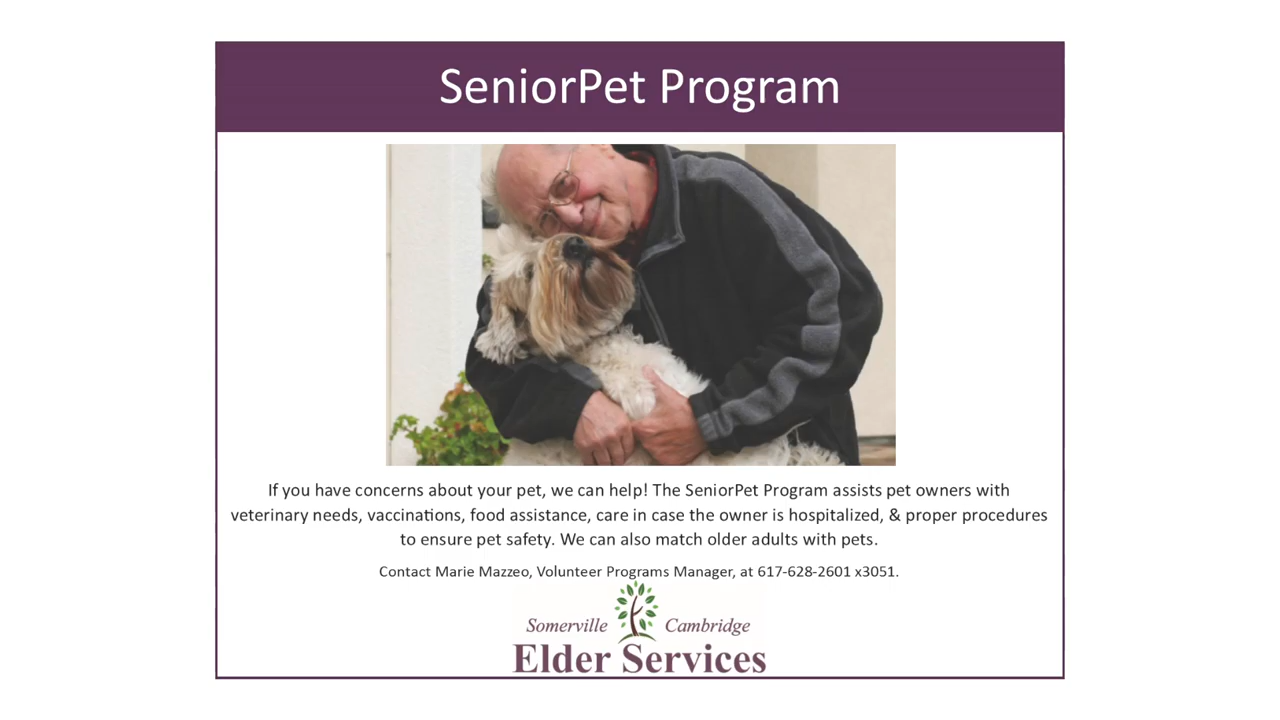 SeniorPet Program
If you have concerns about your pet, we can help! The SeniorPet Program assists pet owners with
veterinary needs, vaccinations, food assistance, care in case the owner is hospitalized, & proper procedures
to ensure pet safety. We can also match older adults with pets.
Contact Marie Mazzeo, Volunteer Programs Manager, at 617-628-2601 x3051.
Somerville Cambridge
Elder Services